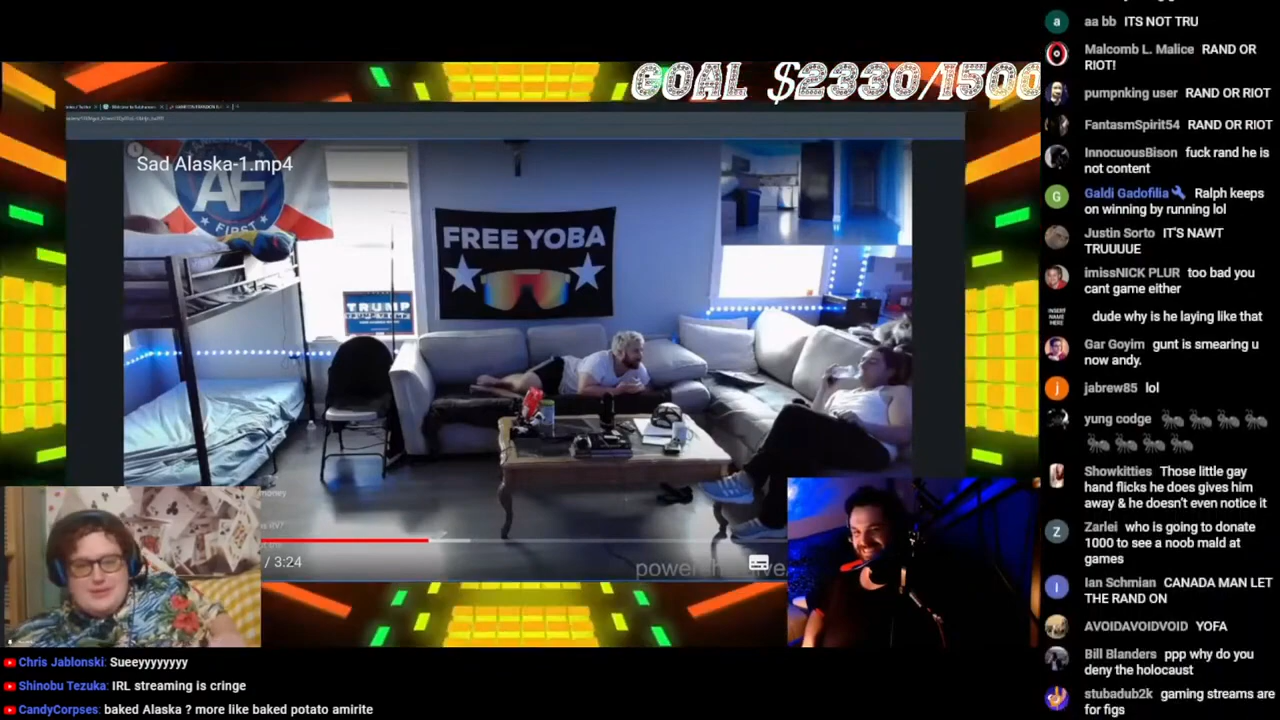 aa bb ITS NOT TRU
Malcomb L. Malice RAND OR
RIOT!
pumpnking user RAND OR RIOT
FantasmSpirit54 RAND OR RIOT
InnocuousBison fuck rand he is
not content
Galdi Gadofilia Ralph keeps
on winning by running lol
Justin Sorto IT'S NAWT
TRUUUUE
imissNICK PLUR too bad you
cant game either
INSERT
NAME
HERE
dude why is he laying like that
Gar Goyim gunt is smearing u
now andy.
jabrew85 lol
yung codge 🐜 🐜 🐜 🐜
🐜 🐜 🐜 🐜
Showkitties Those little gay
hand flicks he does gives him
away & he doesn't even notice it
Zarlei who is going to donate
1000 to see a noob mald at
games
Ian Schmian CANADA MAN LET
THE RAND ON
AVOIDAVOIDVOID YOFA
Bill Blanders ppp why do you
deny the holocaust
stubadub2k gaming streams are
for figs
GOAL $2330/1500
Sad Alaska-1.mp4
AF
FIRST
FREE YOBA
TRUMP
money
/ 3:24
Chris Jablonski: Sueeyyyyyyyy
Shinobu Tezuka: IRL streaming is cringe
CandyCorpses: baked Alaska ? more like baked potato amirite